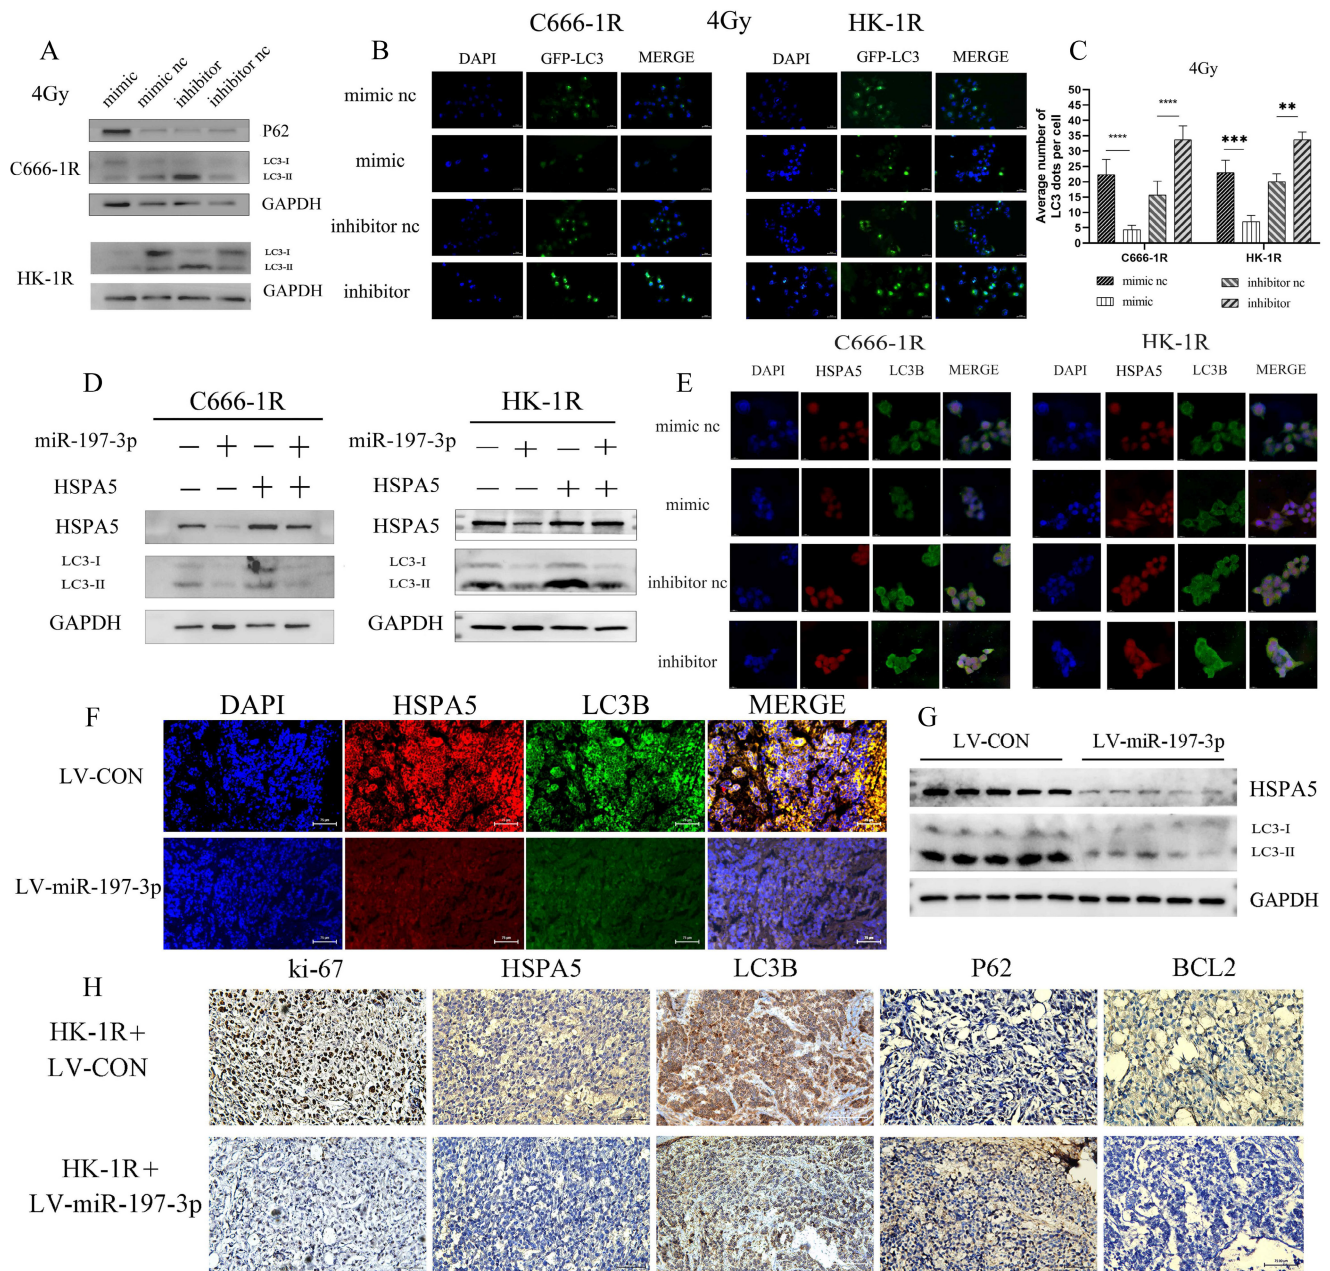 C666-1R 4Gy HK-1R
A
4Gy
mimic
mimic nc
inhibitor
inhibitor nc
P62
C666-1R
LC3-I
LC3-II
GAPDH
HK-1R
LC3-I
LC3-II
GAPDH
B
DAPI GFP-LC3 MERGE DAPI GFP-LC3 MERGE
mimic nc
mimic
inhibitor nc
inhibitor
C
4Gy
Average number of
LC3 dots per cell
50
45
40
35
30
25
20
15
10
5
0
**** **** *** **
C666-1R HK-1R
mimic nc inhibitor nc
mimic inhibitor
D
C666-1R HK-1R
miR-197-3p − + − + miR-197-3p − + − +
HSPA5 − − + + HSPA5 − − + +
HSPA5 HSPA5
LC3-I LC3-I
LC3-II LC3-II
GAPDH GAPDH
E
C666-1R HK-1R
DAPI HSPA5 LC3B MERGE DAPI HSPA5 LC3B MERGE
mimic nc
mimic
inhibitor nc
inhibitor
F
DAPI HSPA5 LC3B MERGE
LV-CON
LV-miR-197-3p
G
LV-CON LV-miR-197-3p
HSPA5
LC3-I
LC3-II
GAPDH
H
ki-67 HSPA5 LC3B P62 BCL2
HK-1R+
LV-CON
HK-1R+
LV-miR-197-3p